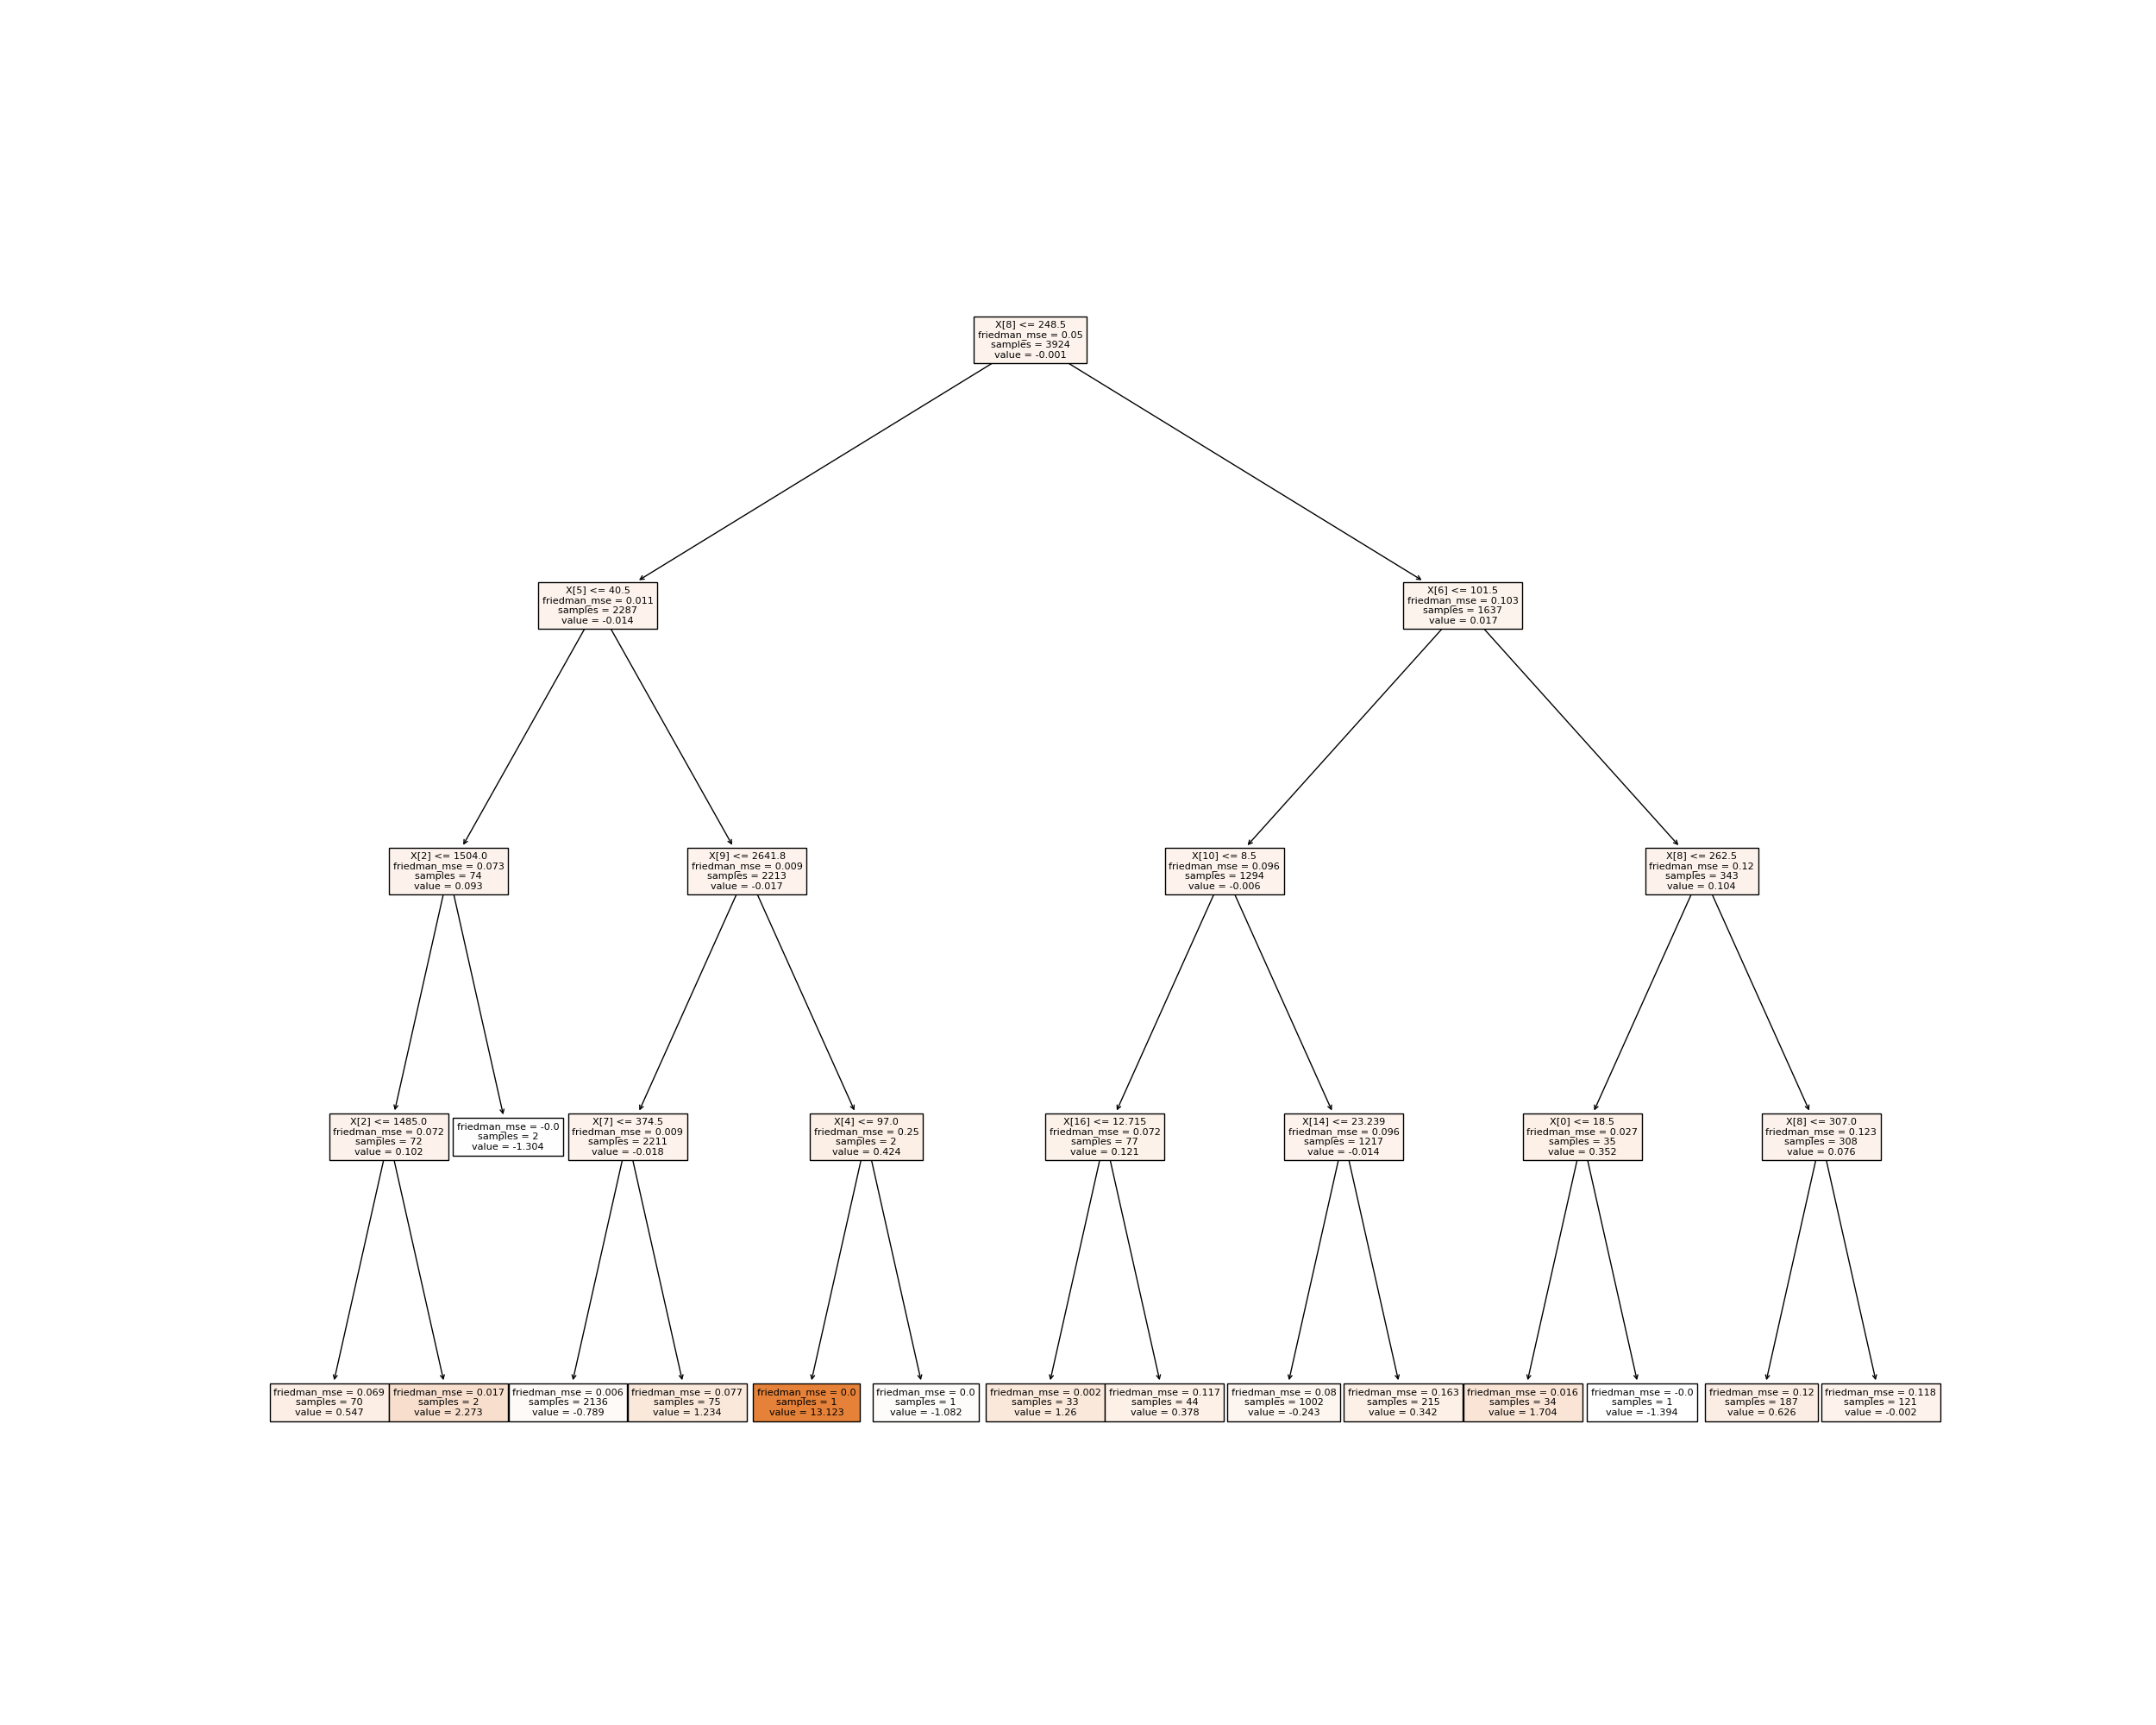 X[8] <= 248.5
friedman_mse = 0.05
samples = 3924
value = -0.001
X[5] <= 40.5
friedman_mse = 0.011
samples = 2287
value = -0.014
X[6] <= 101.5
friedman_mse = 0.103
samples = 1637
value = 0.017
X[2] <= 1504.0
friedman_mse = 0.073
samples = 74
value = 0.093
X[9] <= 2641.8
friedman_mse = 0.009
samples = 2213
value = -0.017
X[10] <= 8.5
friedman_mse = 0.096
samples = 1294
value = -0.006
X[8] <= 262.5
friedman_mse = 0.12
samples = 343
value = 0.104
X[2] <= 1485.0
friedman_mse = 0.072
samples = 72
value = 0.102
friedman_mse = -0.0
samples = 2
value = -1.304
X[7] <= 374.5
friedman_mse = 0.009
samples = 2211
value = -0.018
X[4] <= 97.0
friedman_mse = 0.25
samples = 2
value = 0.424
X[16] <= 12.715
friedman_mse = 0.072
samples = 77
value = 0.121
X[14] <= 23.239
friedman_mse = 0.096
samples = 1217
value = -0.014
X[0] <= 18.5
friedman_mse = 0.027
samples = 35
value = 0.352
X[8] <= 307.0
friedman_mse = 0.123
samples = 308
value = 0.076
friedman_mse = 0.069
samples = 70
value = 0.547
friedman_mse = 0.017
samples = 2
value = 2.273
friedman_mse = 0.006
samples = 2136
value = -0.789
friedman_mse = 0.077
samples = 75
value = 1.234
friedman_mse = 0.0
samples = 1
value = 13.123
friedman_mse = 0.0
samples = 1
value = -1.082
friedman_mse = 0.002
samples = 33
value = 1.26
friedman_mse = 0.117
samples = 44
value = 0.378
friedman_mse = 0.08
samples = 1002
value = -0.243
friedman_mse = 0.163
samples = 215
value = 0.342
friedman_mse = 0.016
samples = 34
value = 1.704
friedman_mse = -0.0
samples = 1
value = -1.394
friedman_mse = 0.12
samples = 187
value = 0.626
friedman_mse = 0.118
samples = 121
value = -0.002